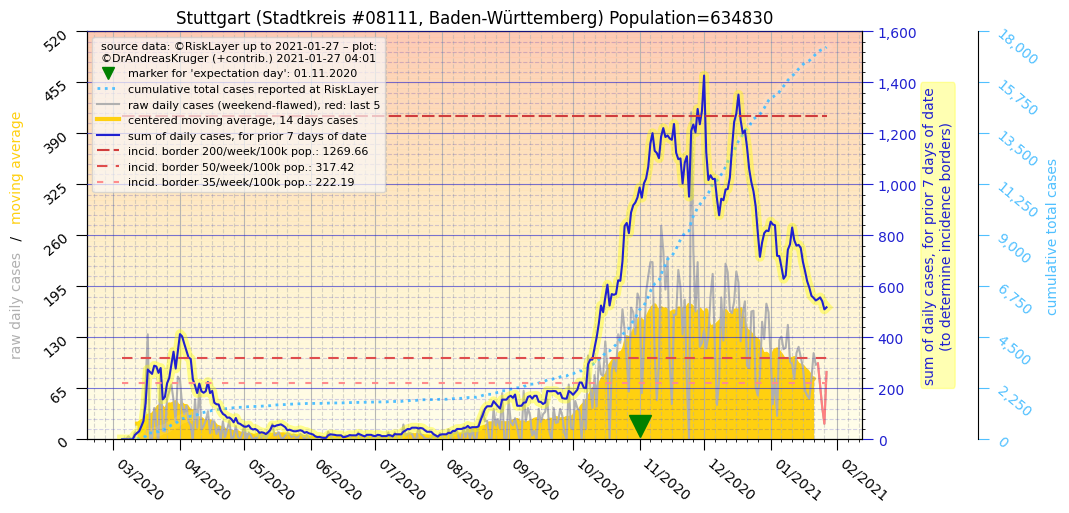 Stuttgart (Stadtkreis #08111, Baden-Württemberg) Population=634830
source data: ©RiskLayer up to 2021-01-27 – plot:
©DrAndreasKruger (+contrib.) 2021-01-27 04:01
marker for 'expectation day': 01.11.2020
cumulative total cases reported at RiskLayer
raw daily cases (weekend-flawed), red: last 5
centered moving average, 14 days cases
sum of daily cases, for prior 7 days of date
incid. border 200/week/100k pop.: 1269.66
incid. border 50/week/100k pop.: 317.42
incid. border 35/week/100k pop.: 222.19
raw daily cases / moving average
520
455
390
325
260
195
130
65
0
03/2020
04/2020
05/2020
06/2020
07/2020
08/2020
09/2020
10/2020
11/2020
12/2020
01/2021
02/2021
1,600
1,400
1,200
1,000
800
600
400
200
0
sum of daily cases, for prior 7 days of date
(to determine incidence borders)
18,000
15,750
13,500
11,250
9,000
6,750
4,500
2,250
0
cumulative total cases